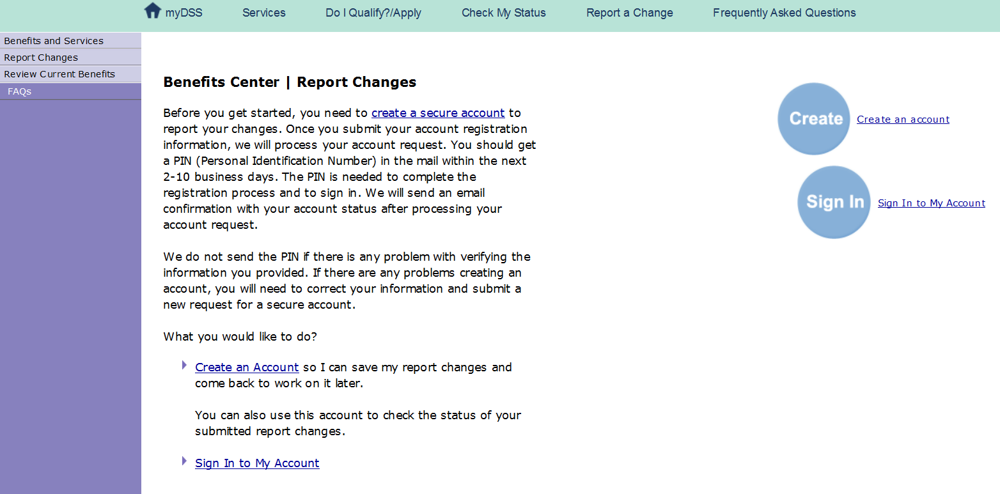 myDSS Services Do I Qualify?/Apply Check My Status Report a Change Frequently Asked Questions
Benefits and Services
Report Changes
Review Current Benefits
FAQs
Benefits Center | Report Changes
Before you get started, you need to create a secure account to
report your changes. Once you submit your account registration
information, we will process your account request. You should get
a PIN (Personal Identification Number) in the mail within the next
2-10 business days. The PIN is needed to complete the
registration process and to sign in. We will send an email
confirmation with your account status after processing your
account request.
We do not send the PIN if there is any problem with verifying the
information you provided. If there are any problems creating an
account, you will need to correct your information and submit a
new request for a secure account.
What you would like to do?
Create an Account so I can save my report changes and
come back to work on it later.
You can also use this account to check the status of your
submitted report changes.
Sign In to My Account
Create Create an account
Sign In Sign In to My Account